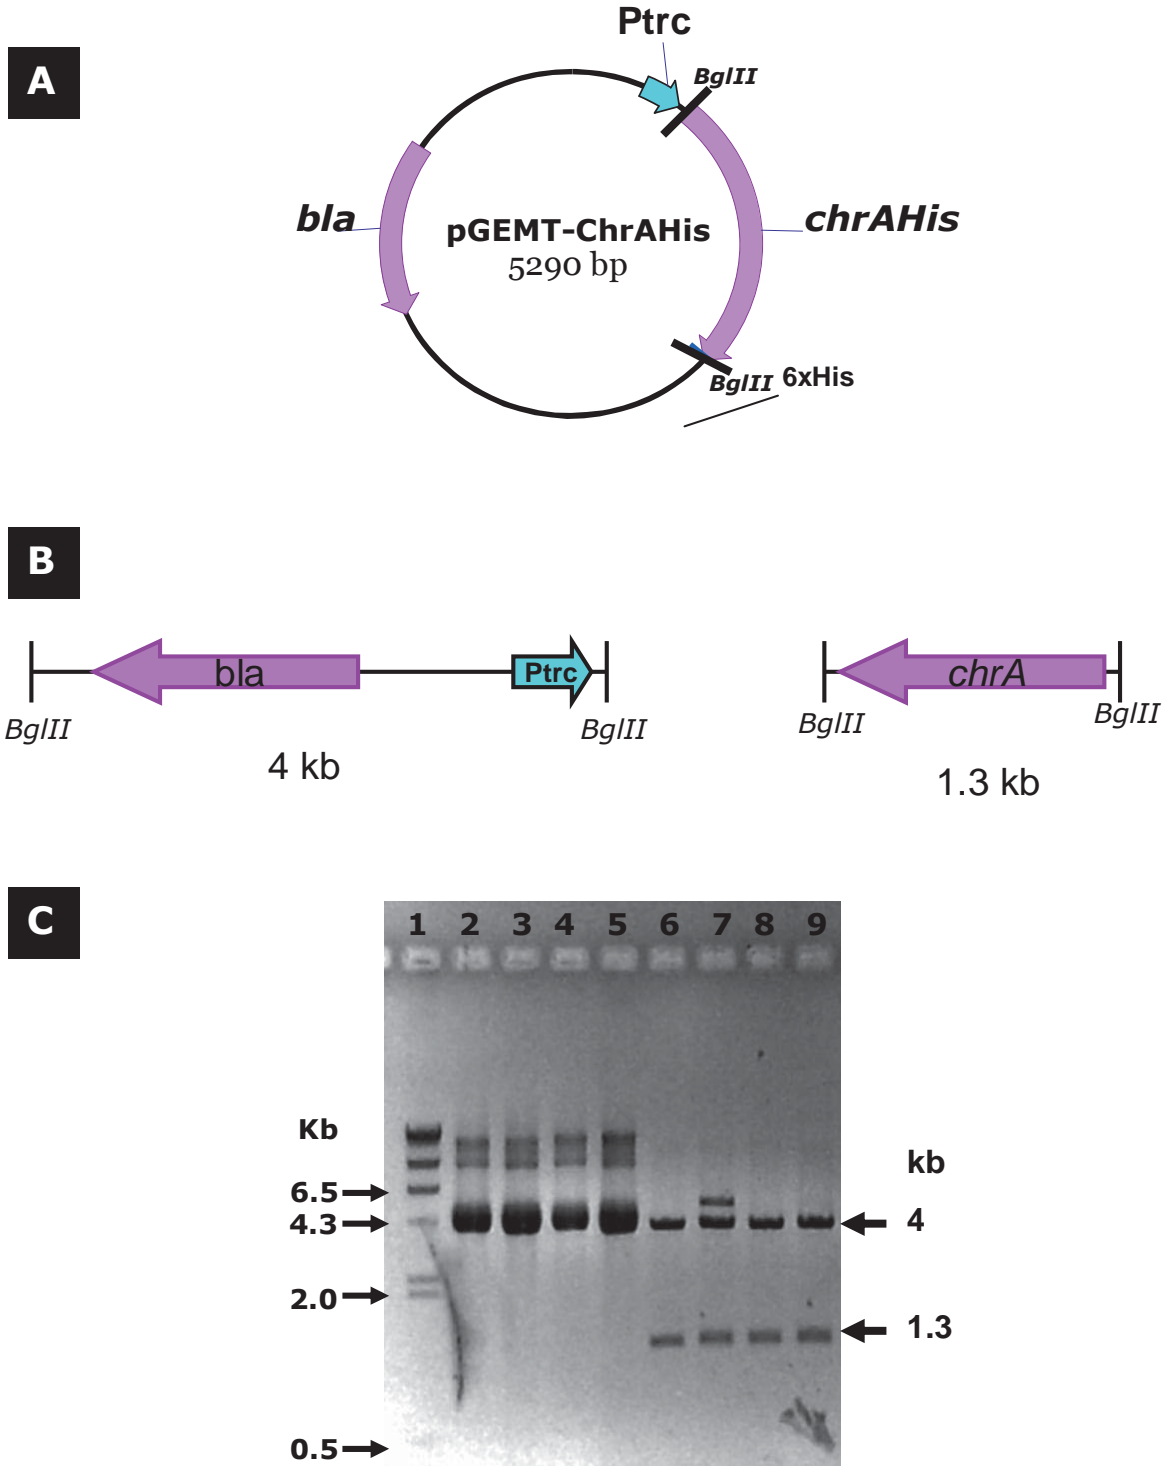 A
Ptrc
BglII
bla
chrAHis
pGEMT-ChrAHis
5290 bp
BglII 6xHis
B
bla
Ptrc
chrA
BglII
BglII
BglII
BglII
4 kb
1.3 kb
C
1 2 3 4 5 6 7 8 9
Kb
kb
6.5
4.3
4
2.0
1.3
0.5